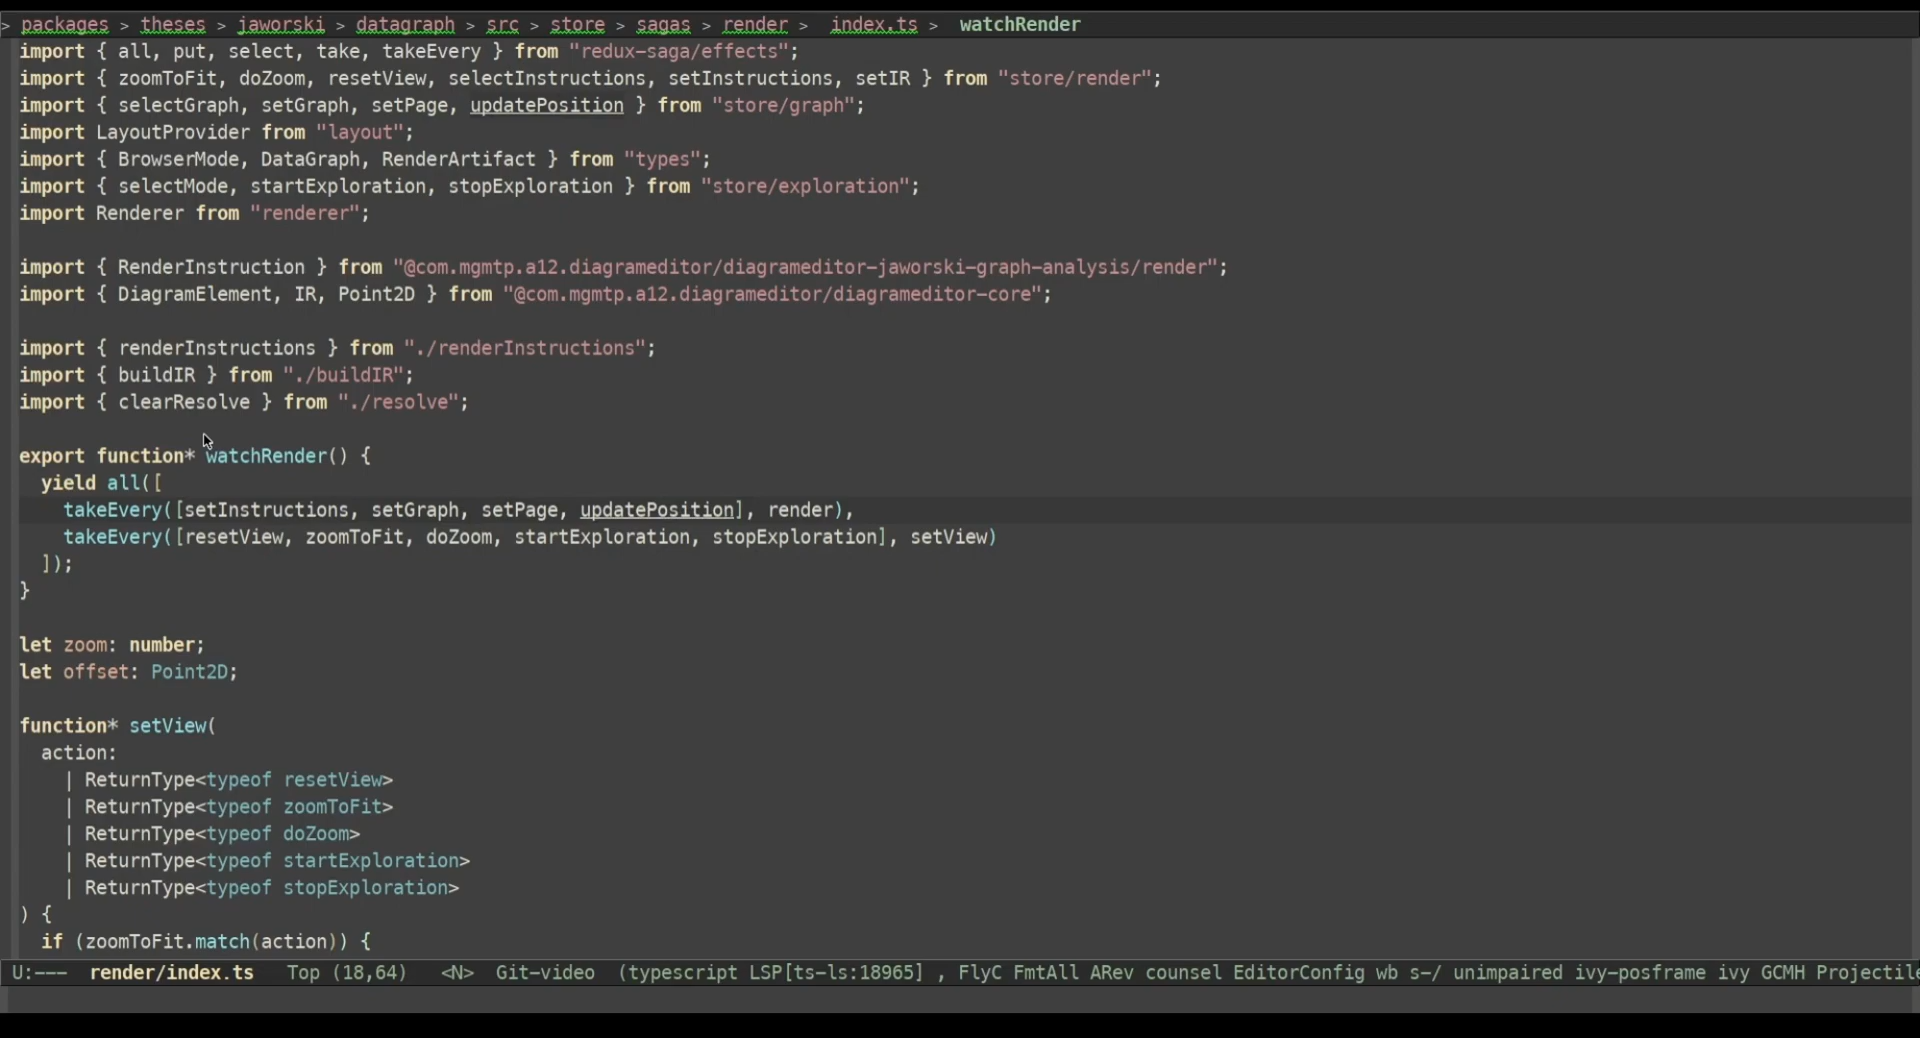 > packages > theses > jaworski > datagraph > src > store > sagas > render > index.ts > watchRender
import { all, put, select, take, takeEvery } from "redux-saga/effects";
import { zoomToFit, doZoom, resetView, selectInstructions, setInstructions, setIR } from "store/render";
import { selectGraph, setGraph, setPage, updatePosition } from "store/graph";
import LayoutProvider from "layout";
import { BrowserMode, DataGraph, RenderArtifact } from "types";
import { selectMode, startExploration, stopExploration } from "store/exploration";
import Renderer from "renderer";
import { RenderInstruction } from "@com.mgmtp.a12.diagrameditor/diagrameditor-jaworski-graph-analysis/render";
import { DiagramElement, IR, Point2D } from "@com.mgmtp.a12.diagrameditor/diagrameditor-core";
import { renderInstructions } from "./renderInstructions";
import { buildIR } from "./buildIR";
import { clearResolve } from "./resolve";
export function* watchRender() {
  yield all([
    takeEvery([setInstructions, setGraph, setPage, updatePosition], render),
    takeEvery([resetView, zoomToFit, doZoom, startExploration, stopExploration], setView)
  ]);
}
let zoom: number;
let offset: Point2D;
function* setView(
  action:
    | ReturnType<typeof resetView>
    | ReturnType<typeof zoomToFit>
    | ReturnType<typeof doZoom>
    | ReturnType<typeof startExploration>
    | ReturnType<typeof stopExploration>
) {
  if (zoomToFit.match(action)) {
U:--- render/index.ts Top (18,64) <N> Git-video (typescript LSP[ts-ls:18965] , FlyC FmtAll ARev counsel EditorConfig wb s-/ unimpaired ivy-posframe ivy GCMH Projectile